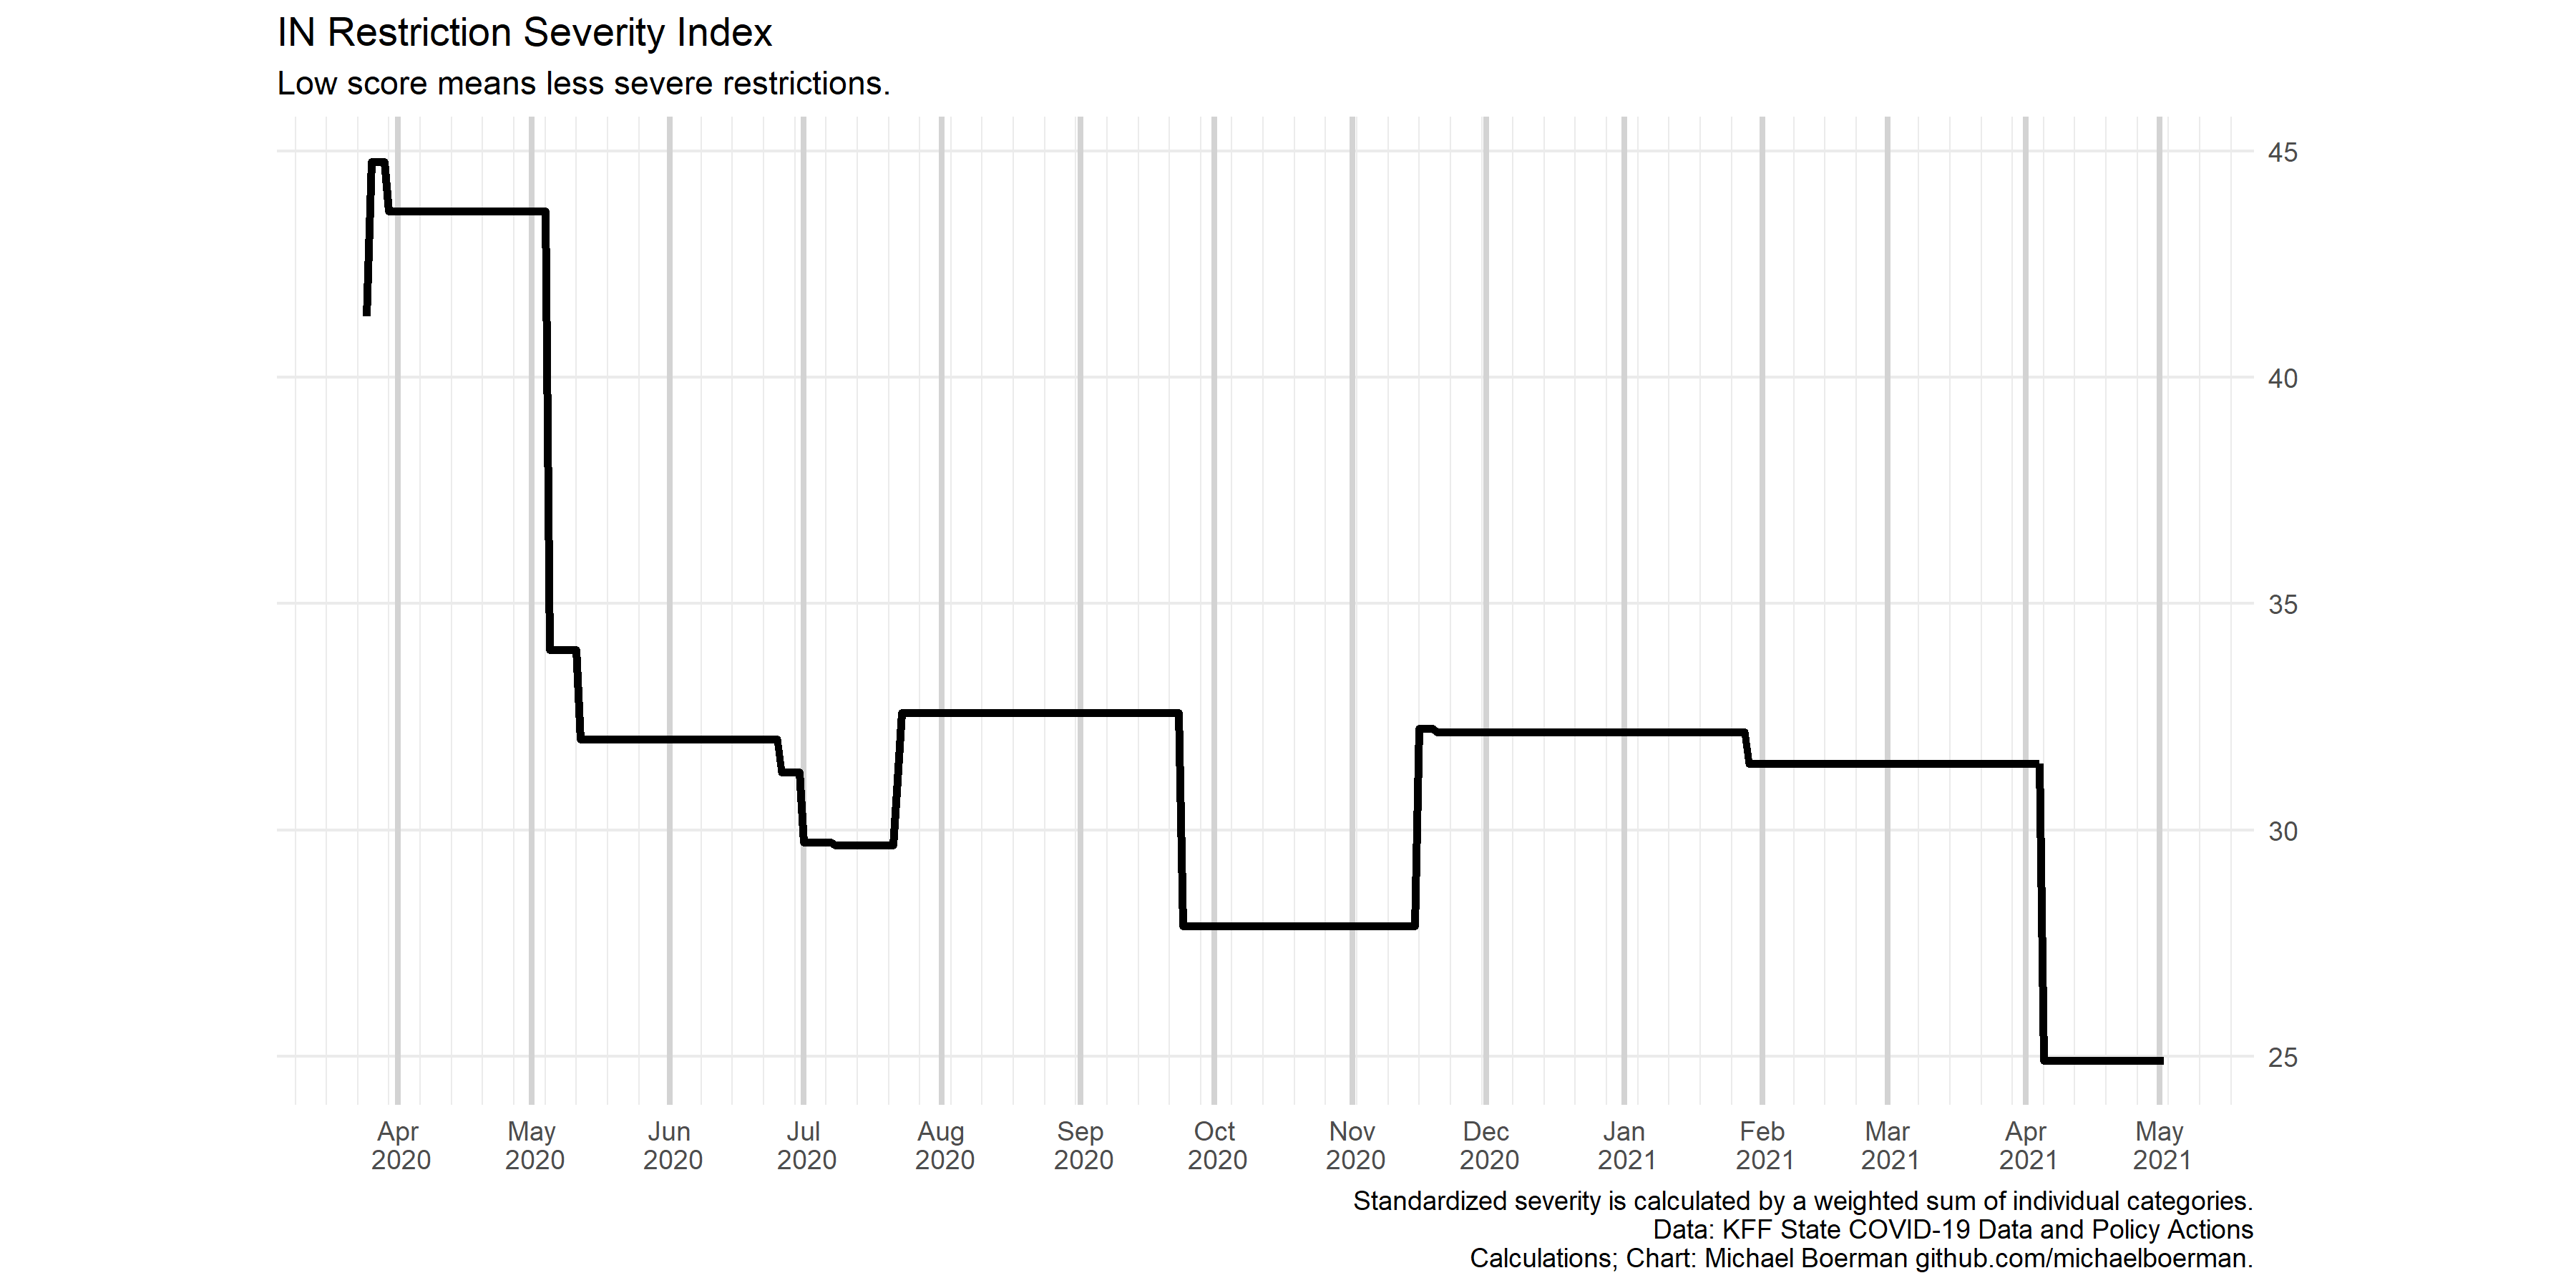 IN Restriction Severity Index
Low score means less severe restrictions.
45
40
35
30
25
Apr 2020
May 2020
Jun 2020
Jul 2020
Aug 2020
Sep 2020
Oct 2020
Nov 2020
Dec 2020
Jan 2021
Feb 2021
Mar 2021
Apr 2021
May 2021
Standardized severity is calculated by a weighted sum of individual categories.
Data: KFF State COVID-19 Data and Policy Actions
Calculations; Chart: Michael Boerman github.com/michaelboerman.